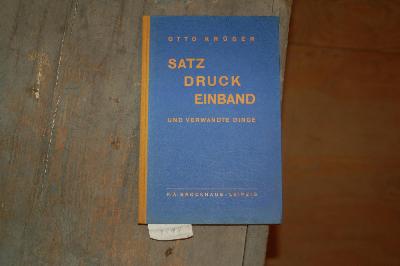 OTTO KRÜGER
SATZ
DRUCK
EINBAND
UND VERWANDTE DINGE
F.A.BROCKHAUS-LEIPZIG